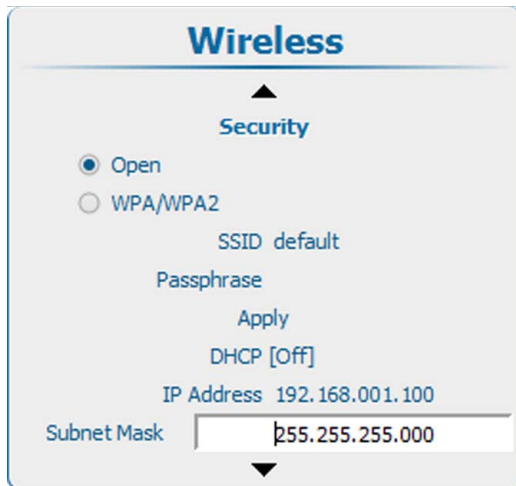 Wireless
Security
Open
WPA/WPA2
SSID default
Passphrase
Apply
DHCP [Off]
IP Address 192.168.001.100
Subnet Mask 255.255.255.000